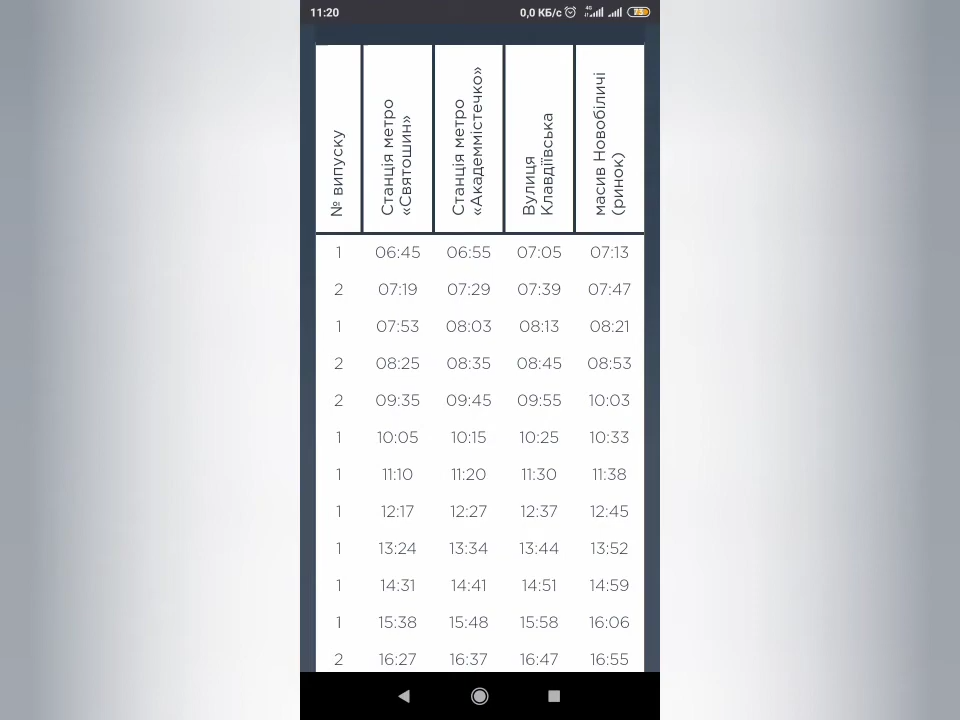 11:20 0,0 КБ/с 4G 73
№ випуску
Станція метро
«Святошин»
Станція метро
«Академмістечко»
Вулиця
Клавдіївська
масив Новобіличі
(ринок)
1 06:45 06:55 07:05 07:13
2 07:19 07:29 07:39 07:47
1 07:53 08:03 08:13 08:21
2 08:25 08:35 08:45 08:53
2 09:35 09:45 09:55 10:03
1 10:05 10:15 10:25 10:33
1 11:10 11:20 11:30 11:38
1 12:17 12:27 12:37 12:45
1 13:24 13:34 13:44 13:52
1 14:31 14:41 14:51 14:59
1 15:38 15:48 15:58 16:06
2 16:27 16:37 16:47 16:55